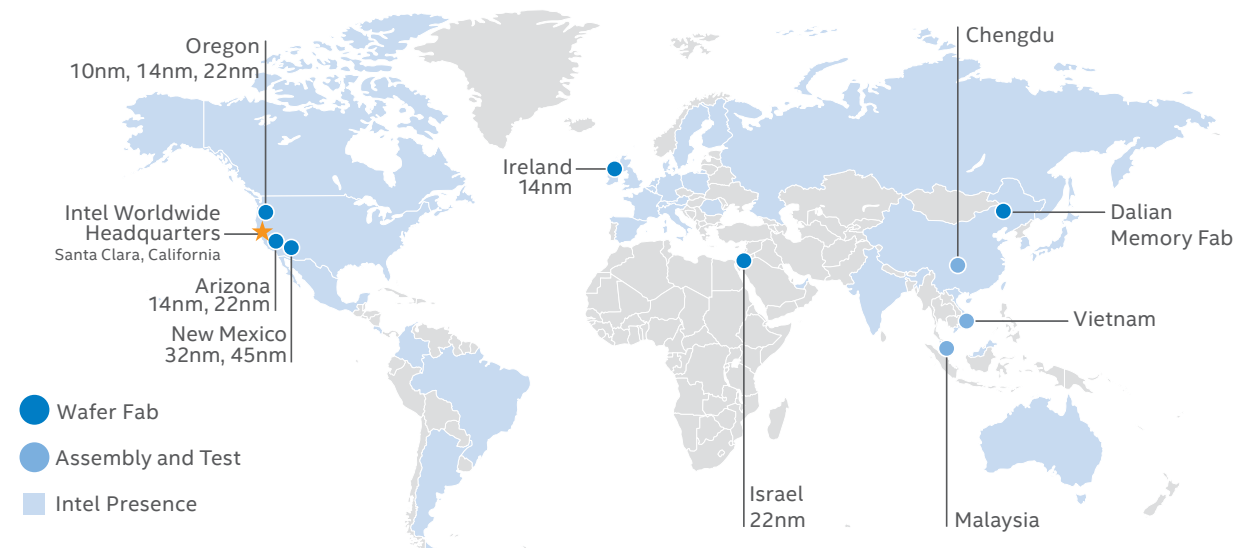 Oregon
10nm, 14nm, 22nm
Chengdu
Ireland
14nm
Intel Worldwide
Headquarters
Santa Clara, California
Dalian
Memory Fab
Arizona
14nm, 22nm
New Mexico
32nm, 45nm
Vietnam
Wafer Fab
Assembly and Test
Intel Presence
Israel
22nm
Malaysia